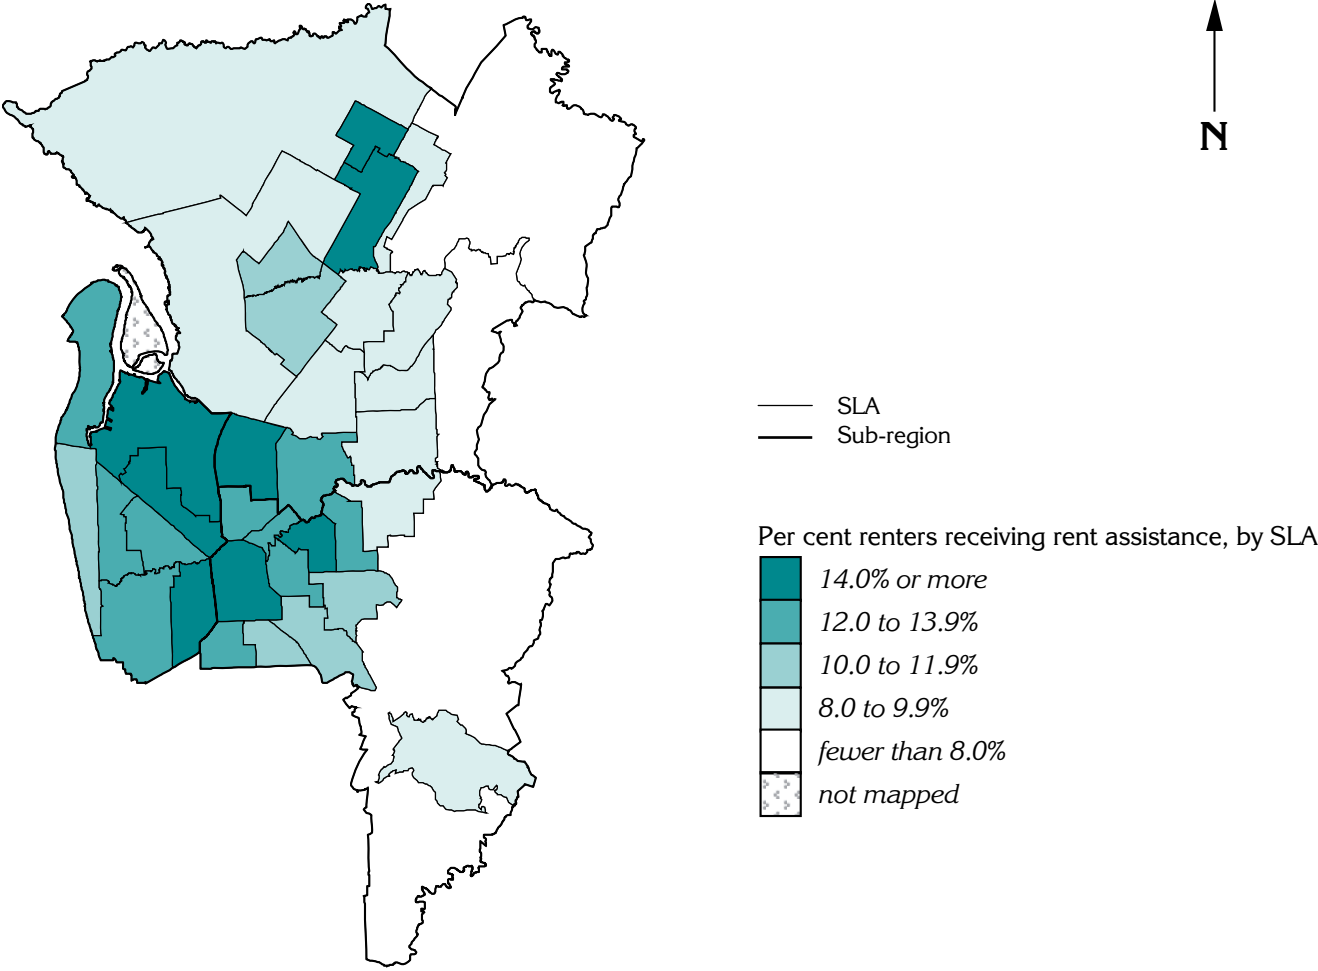 N
SLA
Sub-region
Per cent renters receiving rent assistance, by SLA
14.0% or more
12.0 to 13.9%
10.0 to 11.9%
8.0 to 9.9%
fewer than 8.0%
not mapped